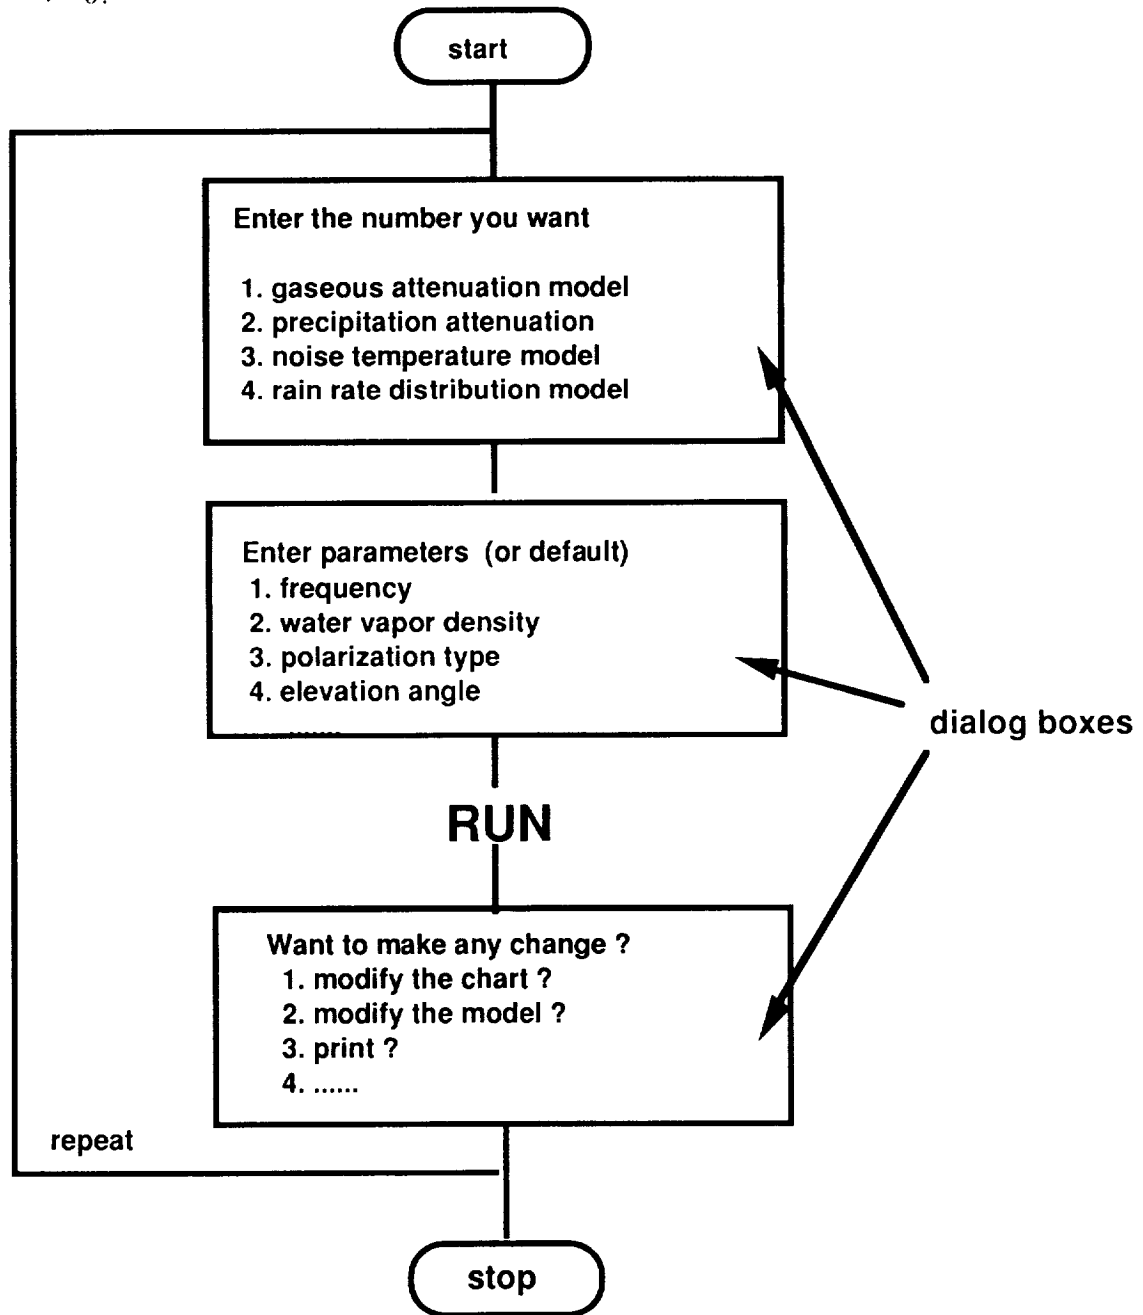 start
Enter the number you want
1. gaseous attenuation model
2. precipitation attenuation
3. noise temperature model
4. rain rate distribution model
Enter parameters (or default)
1. frequency
2. water vapor density
3. polarization type
4. elevation angle
.......
dialog boxes
RUN
Want to make any change ?
1. modify the chart ?
2. modify the model ?
3. print ?
4. ......
repeat
stop